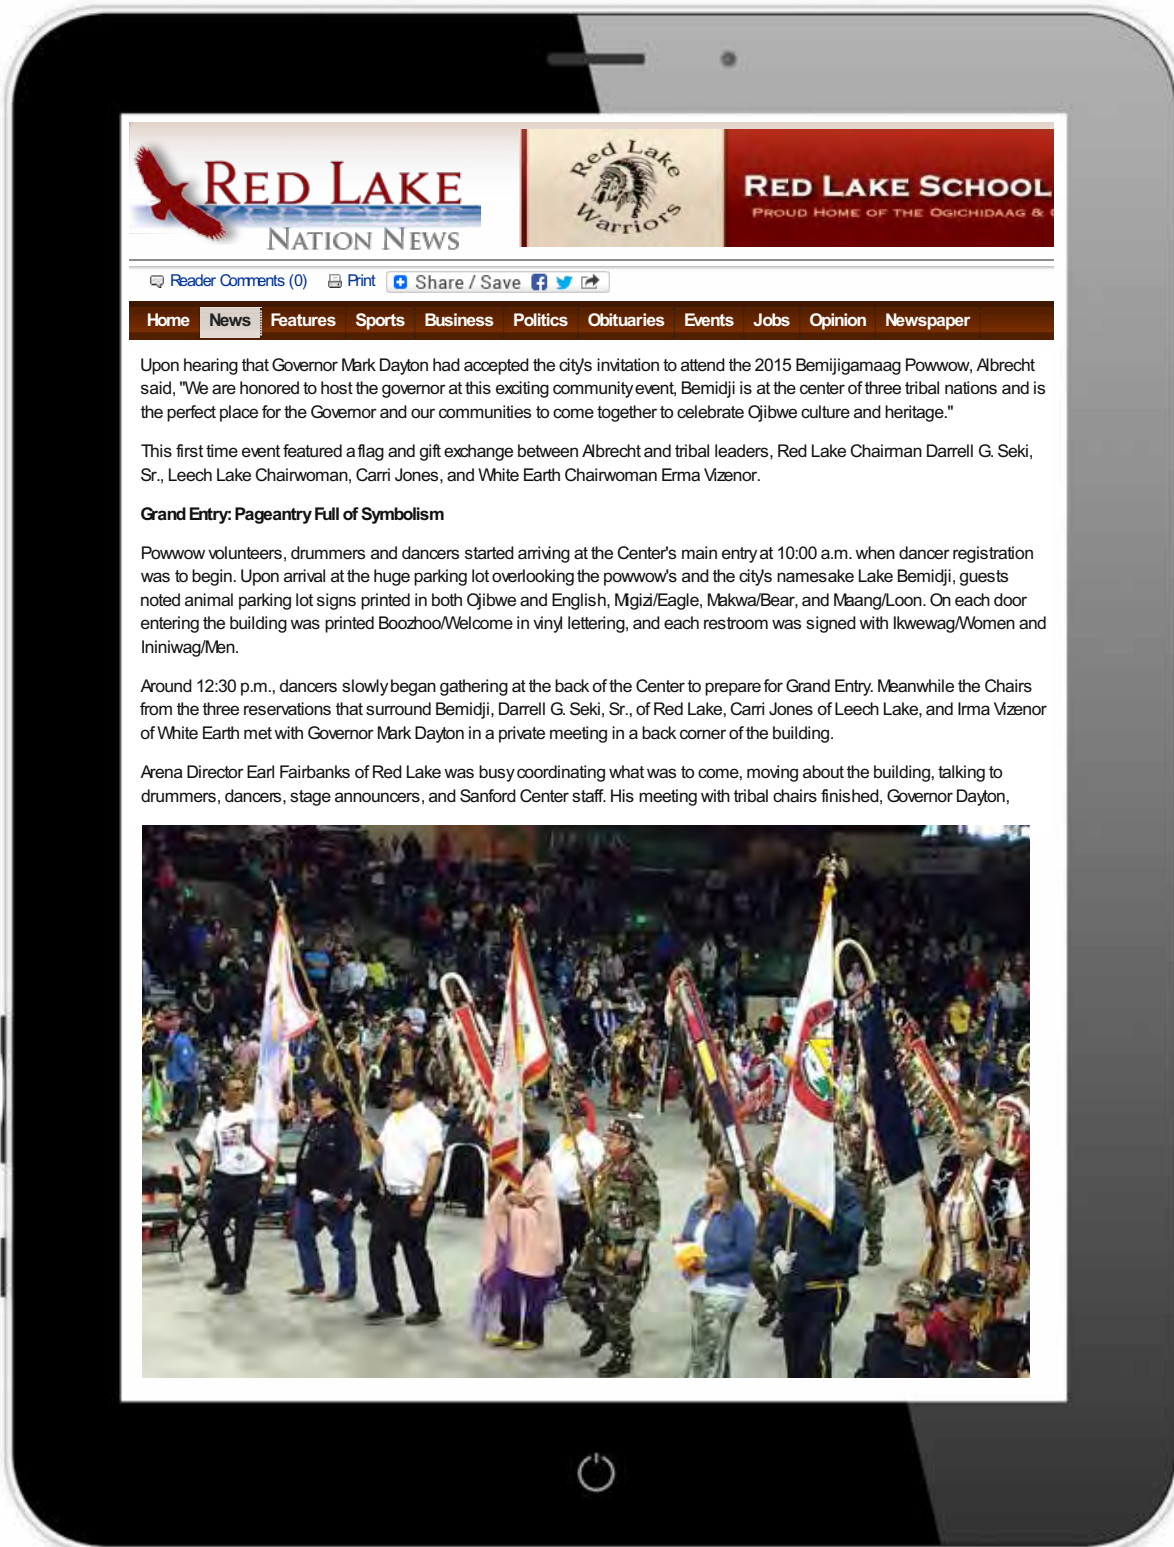 RED LAKE
NATION NEWS
Red Lake
Warriors
RED LAKE SCHOOL
PROUD HOME OF THE OGICHIDAAG &
Reader Comments (0) Print Share / Save
Home News Features Sports Business Politics Obituaries Events Jobs Opinion Newspaper
Upon hearing that Governor Mark Dayton had accepted the city's invitation to attend the 2015 Bemijigamaag Powwow, Albrecht
said, "We are honored to host the governor at this exciting community event, Bemidji is at the center of three tribal nations and is
the perfect place for the Governor and our communities to come together to celebrate Ojibwe culture and heritage."
This first time event featured a flag and gift exchange between Albrecht and tribal leaders, Red Lake Chairman Darrell G. Seki,
Sr., Leech Lake Chairwoman, Carri Jones, and White Earth Chairwoman Erma Vizenor.
Grand Entry: Pageantry Full of Symbolism
Powwow volunteers, drummers and dancers started arriving at the Center's main entry at 10:00 a.m. when dancer registration
was to begin. Upon arrival at the huge parking lot overlooking the powwow's and the city's namesake Lake Bemidji, guests
noted animal parking lot signs printed in both Ojibwe and English, Migizi/Eagle, Makwa/Bear, and Maang/Loon. On each door
entering the building was printed Boozhoo/Welcome in vinyl lettering, and each restroom was signed with Ikwewag/Women and
Ininiwag/Men.
Around 12:30 p.m., dancers slowly began gathering at the back of the Center to prepare for Grand Entry. Meanwhile the Chairs
from the three reservations that surround Bemidji, Darrell G. Seki, Sr., of Red Lake, Carri Jones of Leech Lake, and Irma Vizenor
of White Earth met with Governor Mark Dayton in a private meeting in a back corner of the building.
Arena Director Earl Fairbanks of Red Lake was busy coordinating what was to come, moving about the building, talking to
drummers, dancers, stage announcers, and Sanford Center staff. His meeting with tribal chairs finished, Governor Dayton,